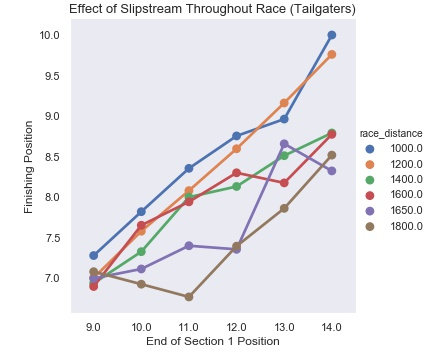 Effect of Slipstream Throughout Race (Tailgaters)
10.0
9.5
9.0
8.5
8.0
7.5
7.0
Finishing Position
9.0 10.0 11.0 12.0 13.0 14.0
End of Section 1 Position
race_distance
1000.0
1200.0
1400.0
1600.0
1650.0
1800.0